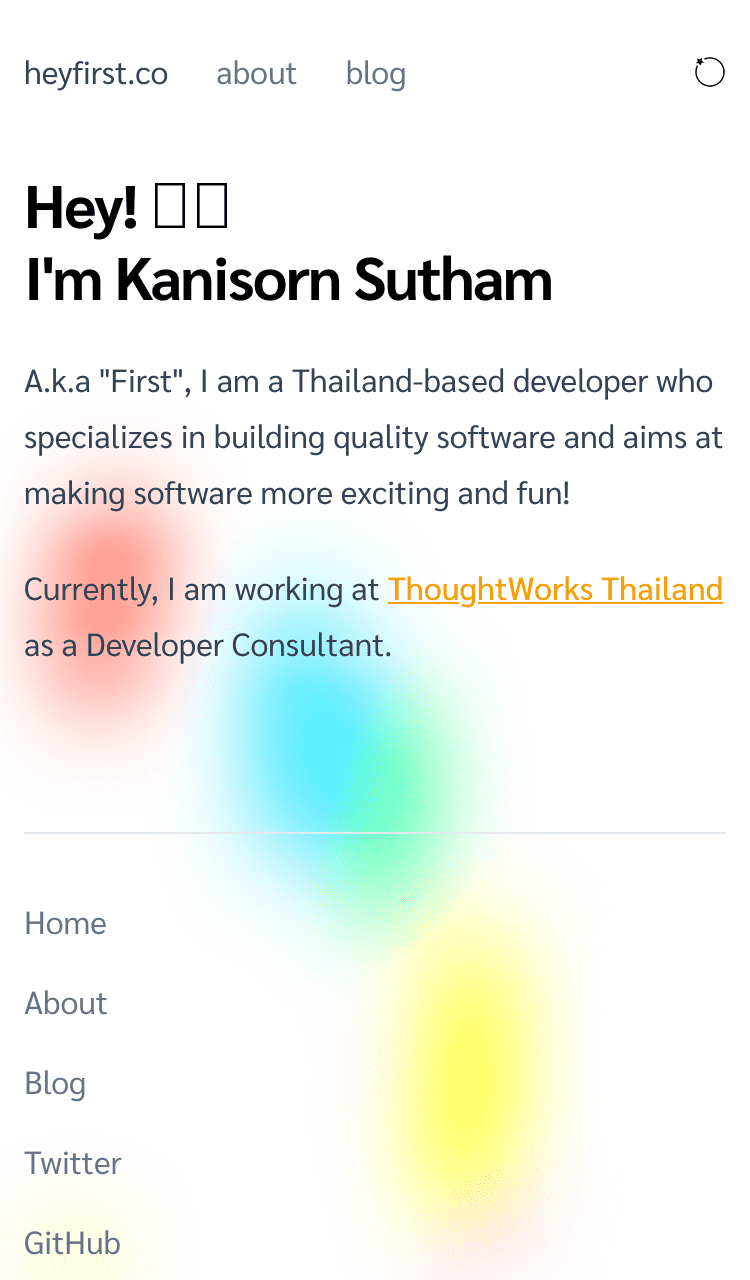 heyfirst.co about blog
Hey!
I'm Kanisorn Sutham
A.k.a "First", I am a Thailand-based developer who
specializes in building quality software and aims at
making software more exciting and fun!
Currently, I am working at ThoughtWorks Thailand
as a Developer Consultant.
Home
About
Blog
Twitter
GitHub